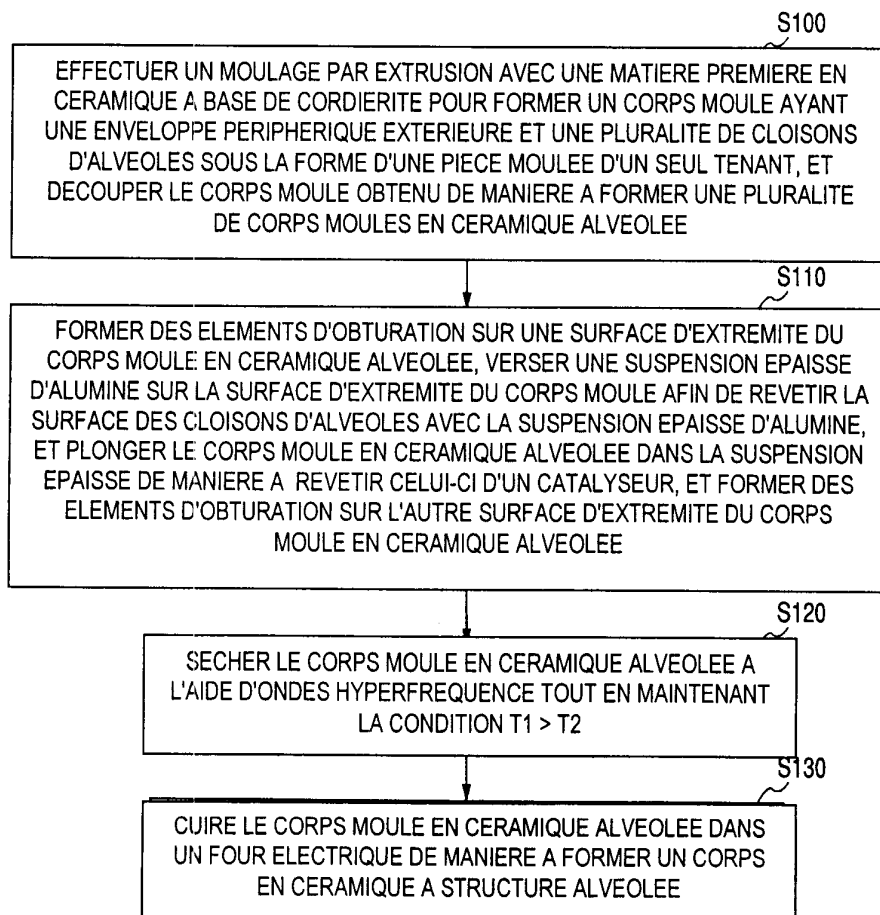 S100
EFFECTUER UN MOULAGE PAR EXTRUSION AVEC UNE MATIERE PREMIERE EN
CERAMIQUE A BASE DE CORDIERITE POUR FORMER UN CORPS MOULE AYANT
UNE ENVELOPPE PERIPHERIQUE EXTERIEURE ET UNE PLURALITE DE CLOISONS
D'ALVEOLES SOUS LA FORME D'UNE PIECE MOULEE D'UN SEUL TENANT, ET
DECOUPER LE CORPS MOULE OBTENU DE MANIERE A FORMER UNE PLURALITE
DE CORPS MOULES EN CERAMIQUE ALVEOLEE
S110
FORMER DES ELEMENTS D'OBTURATION SUR UNE SURFACE D'EXTREMITE DU
CORPS MOULE EN CERAMIQUE ALVEOLEE, VERSER UNE SUSPENSION EPAISSE
D'ALUMINE SUR LA SURFACE D'EXTREMITE DU CORPS MOULE AFIN DE REVETIR LA
SURFACE DES CLOISONS D'ALVEOLES AVEC LA SUSPENSION EPAISSE D'ALUMINE,
ET PLONGER LE CORPS MOULE EN CERAMIQUE ALVEOLEE DANS LA SUSPENSION
EPAISSE DE MANIERE A REVETIR CELUI-CI D'UN CATALYSEUR, ET FORMER DES
ELEMENTS D'OBTURATION SUR L'AUTRE SURFACE D'EXTREMITE DU CORPS
MOULE EN CERAMIQUE ALVEOLEE
S120
SECHER LE CORPS MOULE EN CERAMIQUE ALVEOLEE A
L'AIDE D'ONDES HYPERFREQUENCE TOUT EN MAINTENANT
LA CONDITION T1 > T2
S130
CUIRE LE CORPS MOULE EN CERAMIQUE ALVEOLEE DANS
UN FOUR ELECTRIQUE DE MANIERE A FORMER UN CORPS
EN CERAMIQUE A STRUCTURE ALVEOLEE